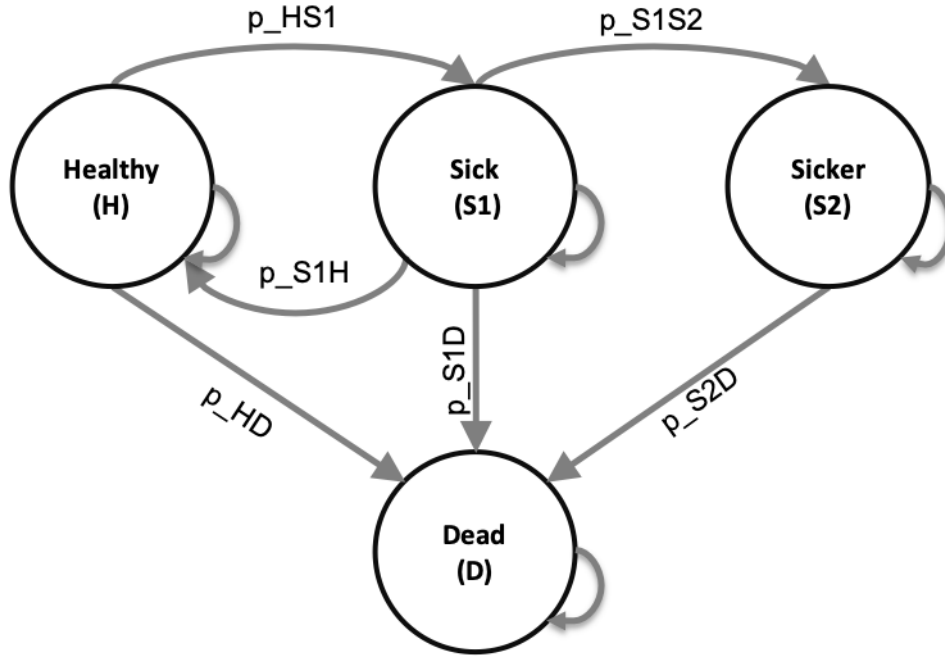 p_HS1
p_S1S2
Healthy
(H)
Sick
(S1)
Sicker
(S2)
p_S1H
p_HD
p_S1D
p_S2D
Dead
(D)